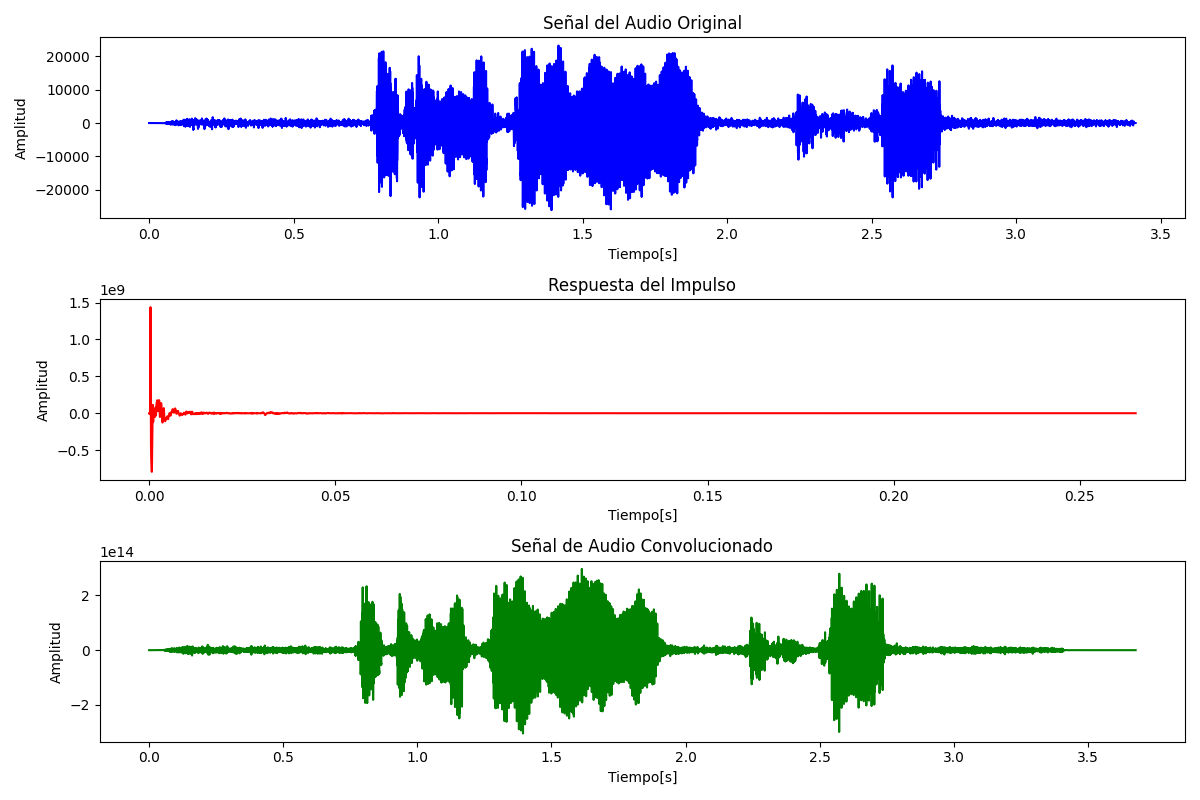 Señal del Audio Original
20000
10000
0
−10000
−20000
Amplitud
0.0 0.5 1.0 1.5 2.0 2.5 3.0 3.5
Tiempo[s]
Respuesta del Impulso
1e9
1.5
1.0
0.5
0.0
−0.5
Amplitud
0.00 0.05 0.10 0.15 0.20 0.25
Tiempo[s]
Señal de Audio Convolucionado
1e14
2
0
−2
Amplitud
0.0 0.5 1.0 1.5 2.0 2.5 3.0 3.5
Tiempo[s]